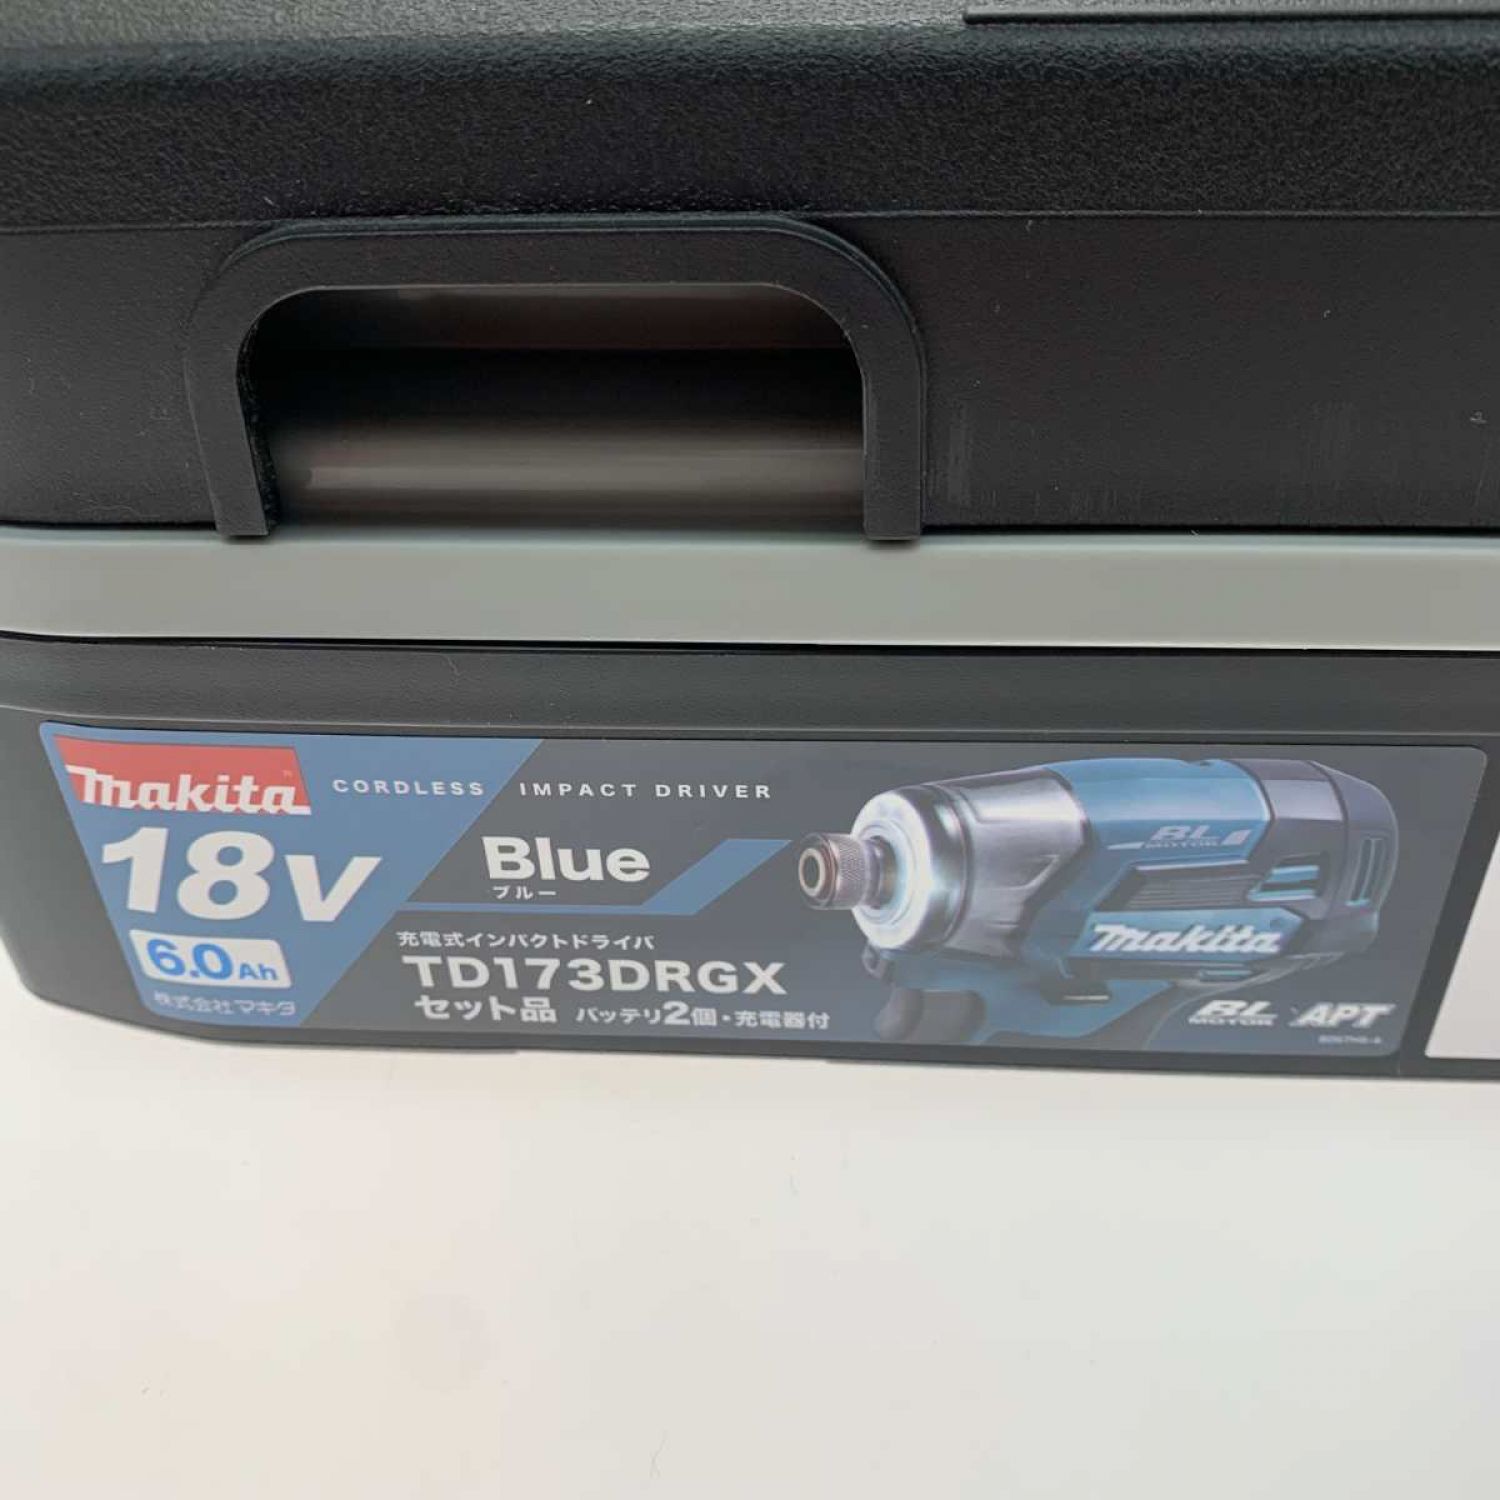 makita
CORDLESS IMPACT DRIVER
18V
Blue
ブルー
6.0Ah
充電式インパクトドライバ
TD173DRGX
セット品 バッテリ2個・充電器付
株式会社マキタ
BL
MOTOR
makita
BL
MOTOR
APT